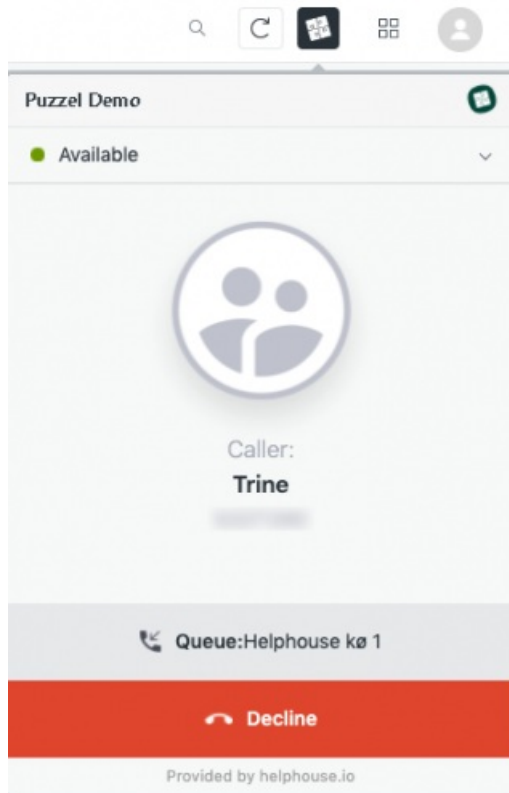 Puzzel Demo
Available
Caller:
Trine
Queue:Helphouse kø 1
Decline
Provided by helphouse.io